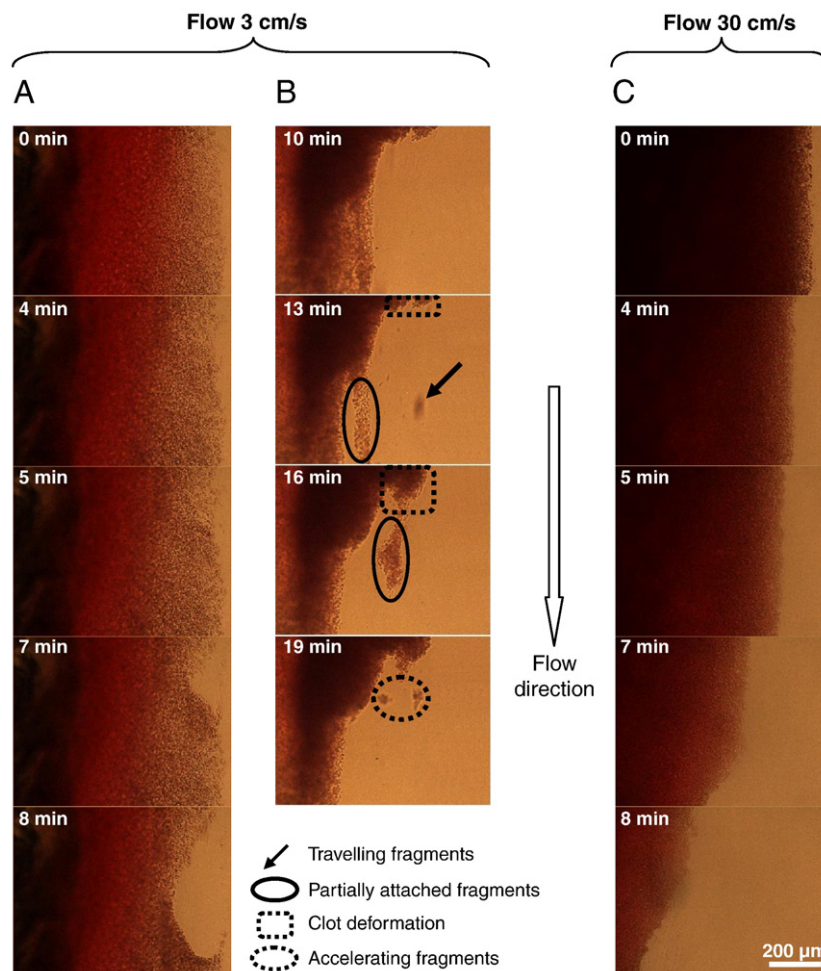 Flow 3 cm/s
Flow 30 cm/s
A
B
C
0 min
4 min
5 min
7 min
8 min
10 min
13 min
16 min
19 min
Flow
direction
0 min
4 min
5 min
7 min
8 min
200 µm
Travelling fragments
Partially attached fragments
Clot deformation
Accelerating fragments